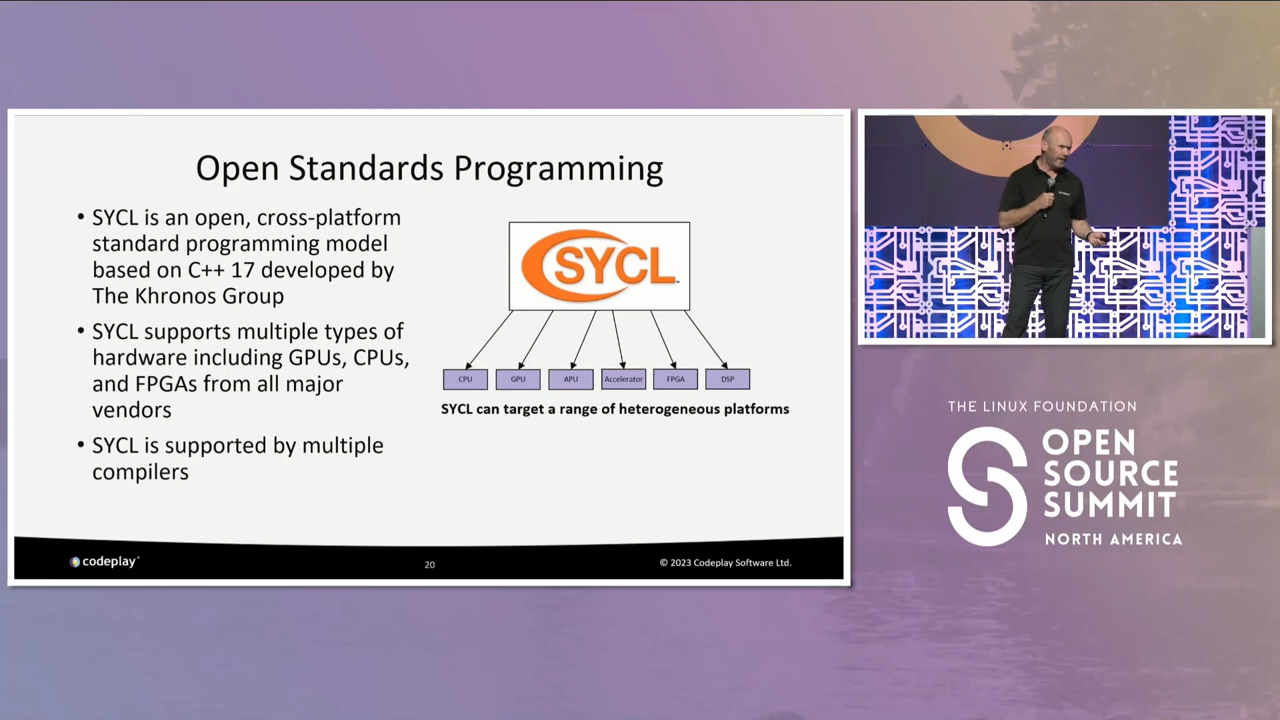 Open Standards Programming
• SYCL is an open, cross-platform
standard programming model
based on C++ 17 developed by
The Khronos Group
• SYCL supports multiple types of
hardware including GPUs, CPUs,
and FPGAs from all major
vendors
• SYCL is supported by multiple
compilers
SYCL™
CPU GPU APU Accelerator FPGA DSP
SYCL can target a range of heterogeneous platforms
codeplay®
20
© 2023 Codeplay Software Ltd.
THE LINUX FOUNDATION
OPEN
SOURCE
SUMMIT
NORTH AMERICA